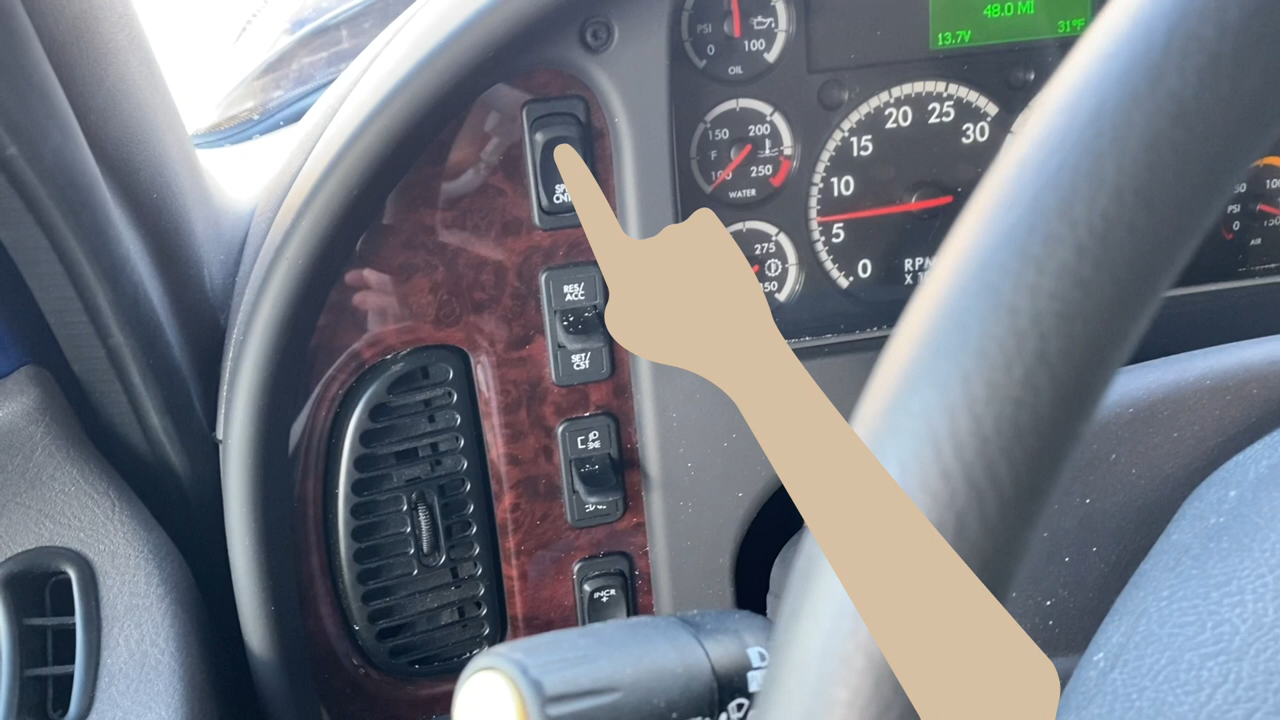 48.0 MI
13.7V
31°F
PSI
0
100
OIL
150
200
F
100
250
WATER
275
0
5
10
15
20
25
30
RPM
100
PSI
0
150
AIR
RES/
ACC
SET/
CST
INCR
+